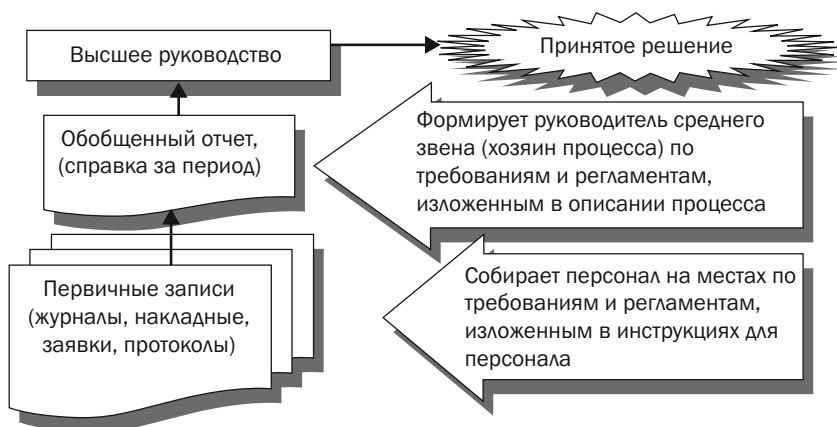 Высшее руководство
Принятое решение
Обобщенный отчет,
(справка за период)
Формирует руководитель среднего
звена (хозяин процесса) по
требованиям и регламентам,
изложенным в описании процесса
Первичные записи
(журналы, накладные,
заявки, протоколы)
Собирает персонал на местах по
требованиям и регламентам,
изложенным в инструкциях для
персонала